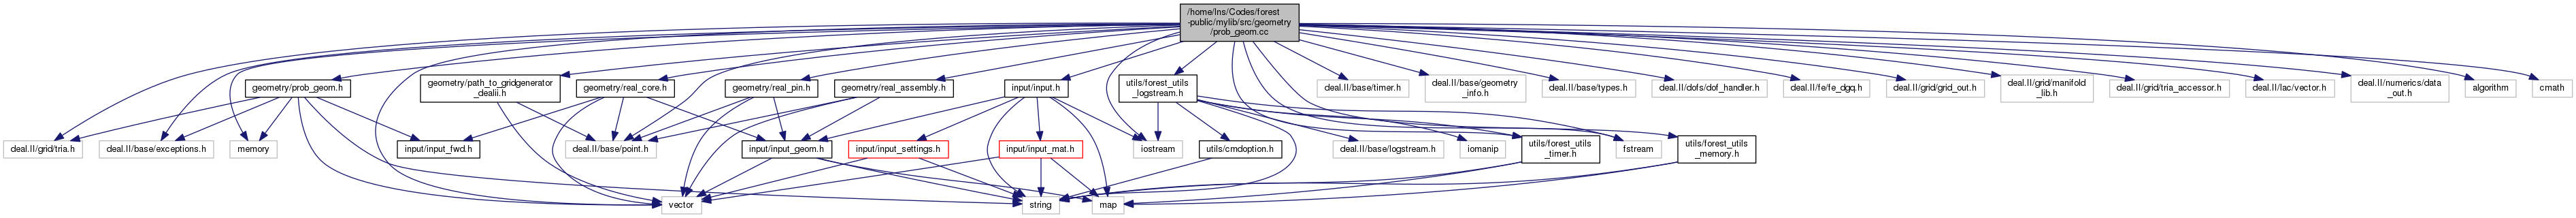 /home/lns/Codes/forest
-public/mylib/src/geometry
/prob_geom.cc
geometry/prob_geom.h
geometry/path_to_gridgenerator
_dealii.h
geometry/real_core.h
geometry/real_pin.h
geometry/real_assembly.h
input/input.h
utils/forest_utils
_logstream.h
deal.II/base/timer.h
deal.II/base/geometry
_info.h
deal.II/base/types.h
deal.II/dofs/dof_handler.h
deal.II/fe/fe_dgq.h
deal.II/grid/grid_out.h
deal.II/grid/manifold
_lib.h
deal.II/grid/tria_accessor.h
deal.II/lac/vector.h
deal.II/numerics/data
_out.h
algorithm
cmath
deal.II/grid/tria.h
deal.II/base/exceptions.h
memory
input/input_fwd.h
deal.II/base/point.h
input/input_geom.h
input/input_settings.h
input/input_mat.h
iostream
utils/cmdoption.h
deal.II/base/logstream.h
iomanip
utils/forest_utils
_timer.h
fstream
utils/forest_utils
_memory.h
vector
string
map